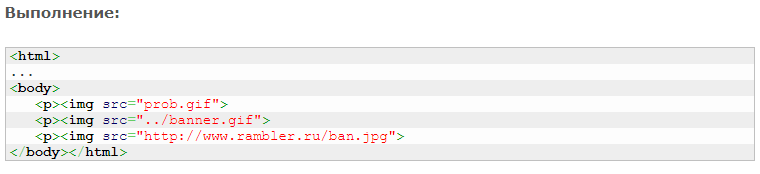 Выполнение:
<html>
...
<body>
<p><img src="prob.gif">
<p><img src="../banner.gif">
<p><img src="http://www.rambler.ru/ban.jpg">
</body></html>